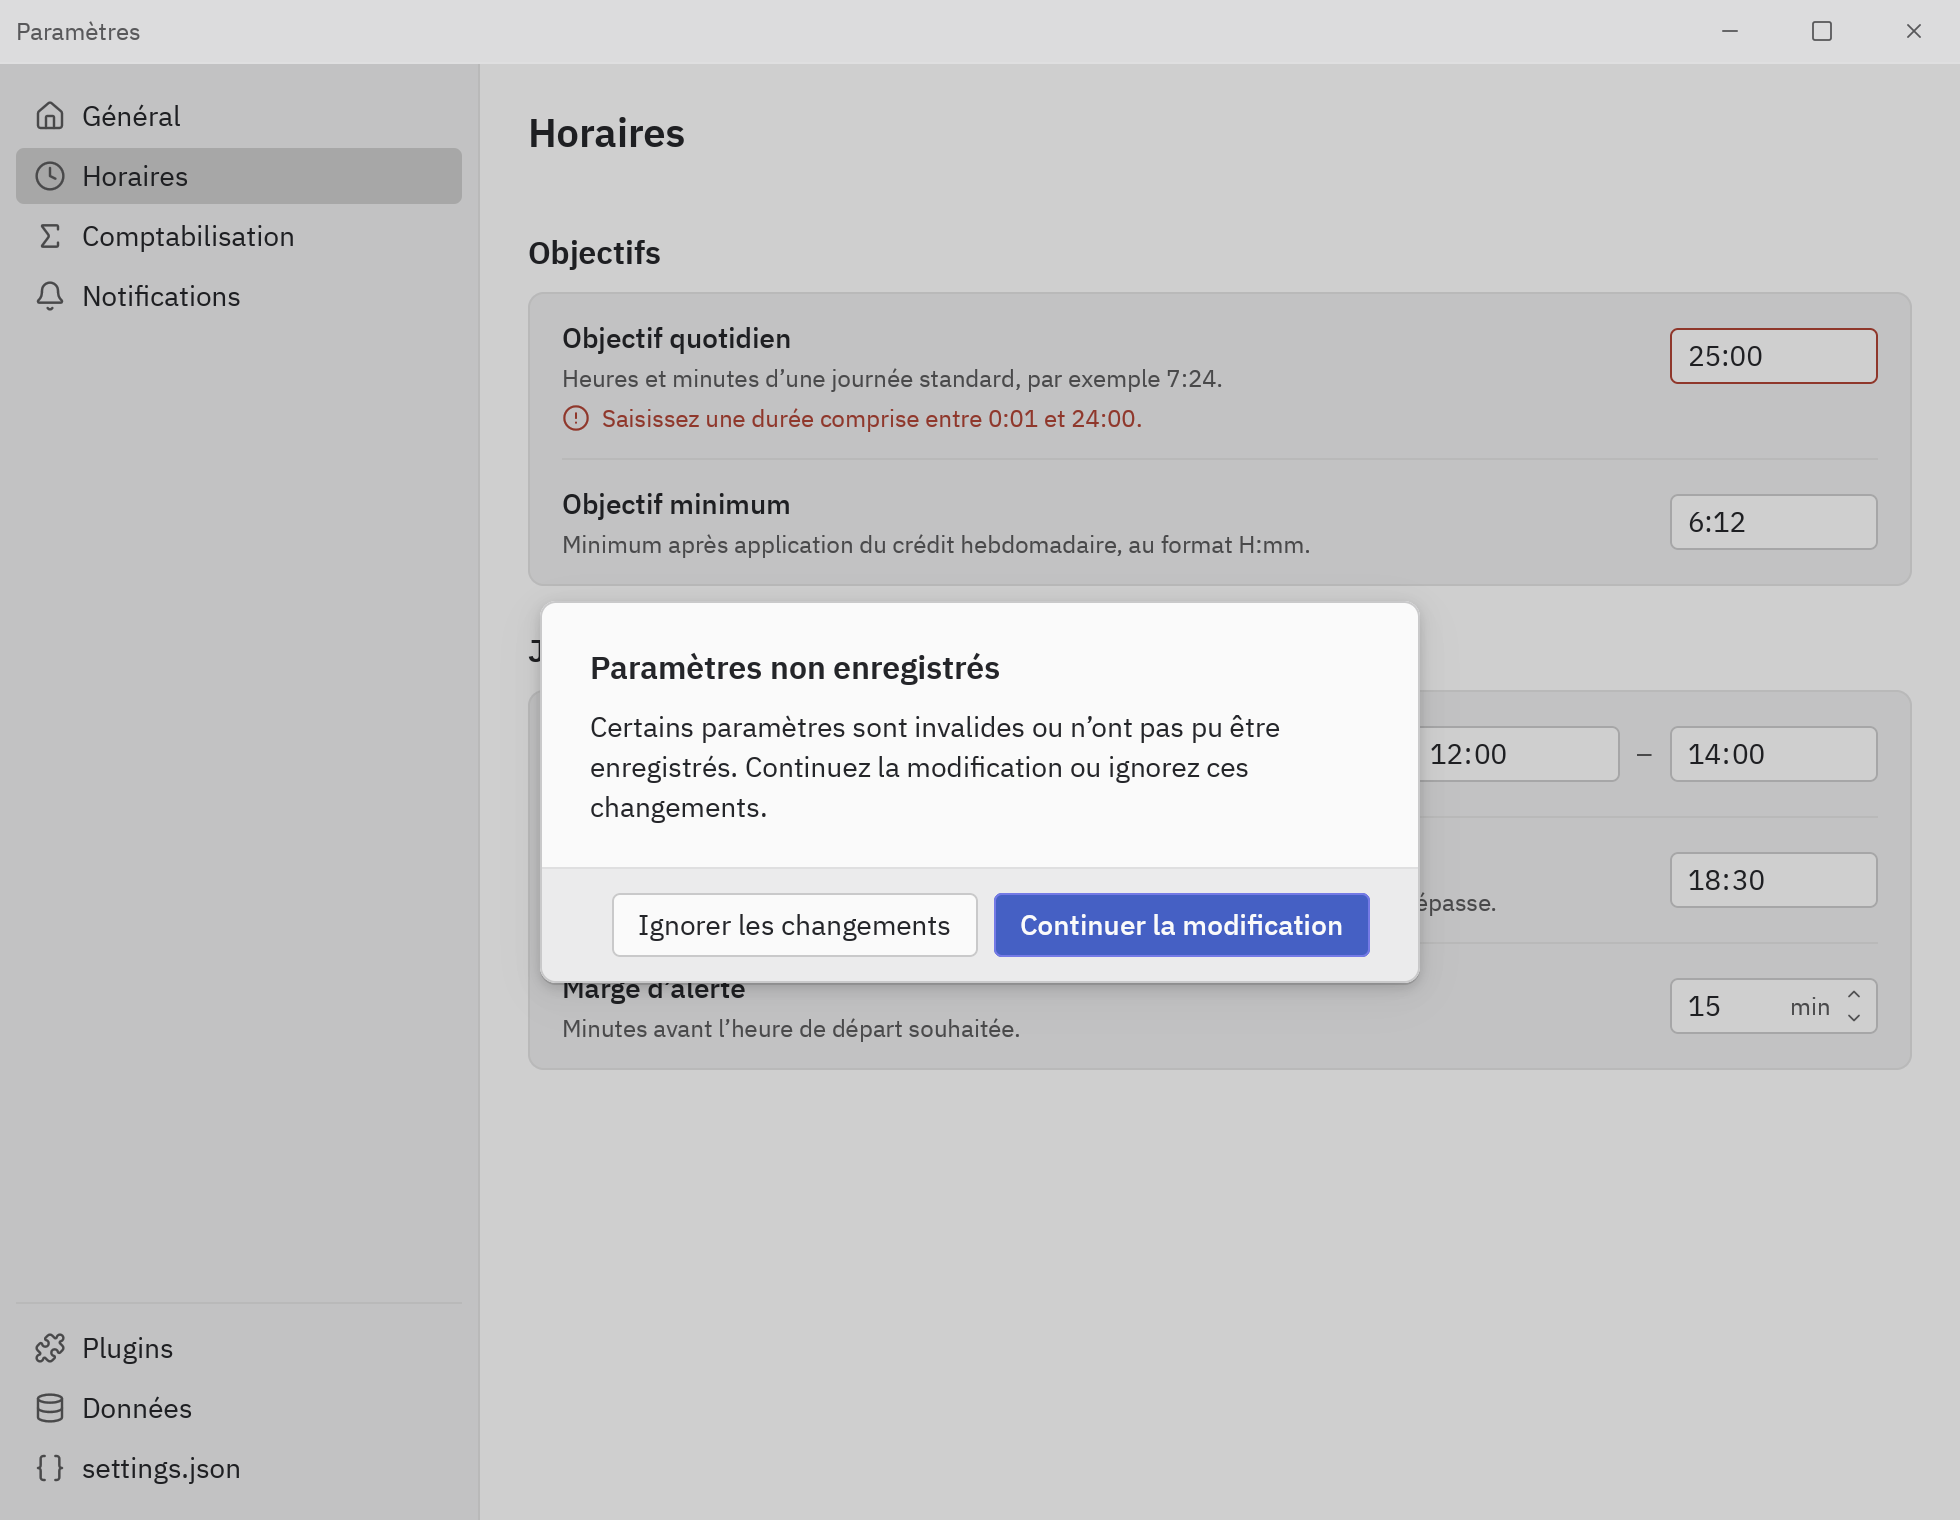 Paramètres
Général
Horaires
Comptabilisation
Notifications
Plugins
Données
settings.json
Horaires
Objectifs
Objectif quotidien
25:00
Heures et minutes d’une journée standard, par exemple 7:24.
Saisissez une durée comprise entre 0:01 et 24:00.
Objectif minimum
6:12
Minimum après application du crédit hebdomadaire, au format H:mm.
12:00 – 14:00
18:30
Marge d’alerte
15 min
Minutes avant l’heure de départ souhaitée.
Paramètres non enregistrés
Certains paramètres sont invalides ou n’ont pas pu être
enregistrés. Continuez la modification ou ignorez ces
changements.
Ignorer les changements
Continuer la modification